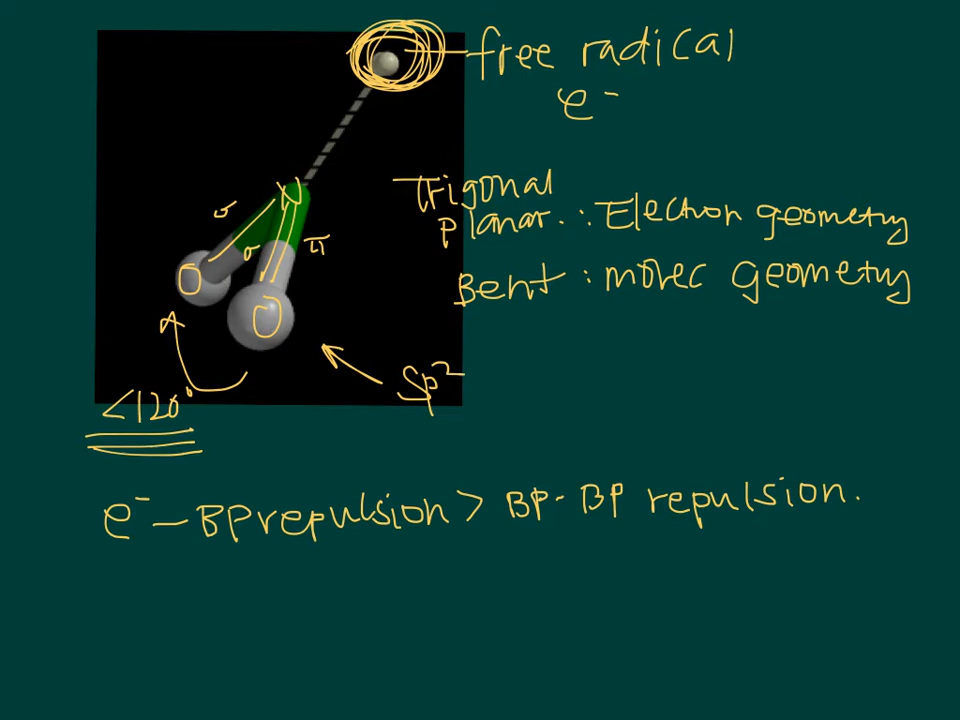 free radical
e⁻
Trigonal
planar. : Electron geometry
Bent : molec geometry
N
σ
σ
π
O
O
sp²
<120°
e⁻ - BP repulsion > BP - BP repulsion.